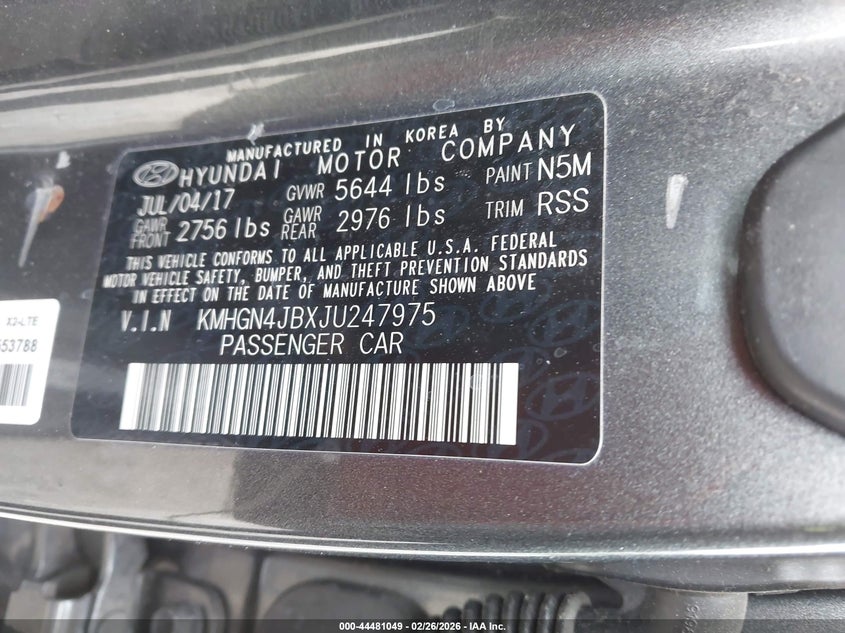 MANUFACTURED IN KOREA BY
HYUNDAI MOTOR COMPANY
JUL/04/17 GVWR 5644 lbs PAINT N5M
GAWR FRONT 2756 lbs GAWR REAR 2976 lbs TRIM RSS
THIS VEHICLE CONFORMS TO ALL APPLICABLE U.S.A. FEDERAL
MOTOR VEHICLE SAFETY, BUMPER, AND THEFT PREVENTION STANDARDS
IN EFFECT ON THE DATE OF MANUFACTURE SHOWN ABOVE
V.I.N KMHGN4JBXJU247975
PASSENGER CAR
X2-LTE
53788
000-44481049 - 02/26/2026 - IAA Inc.